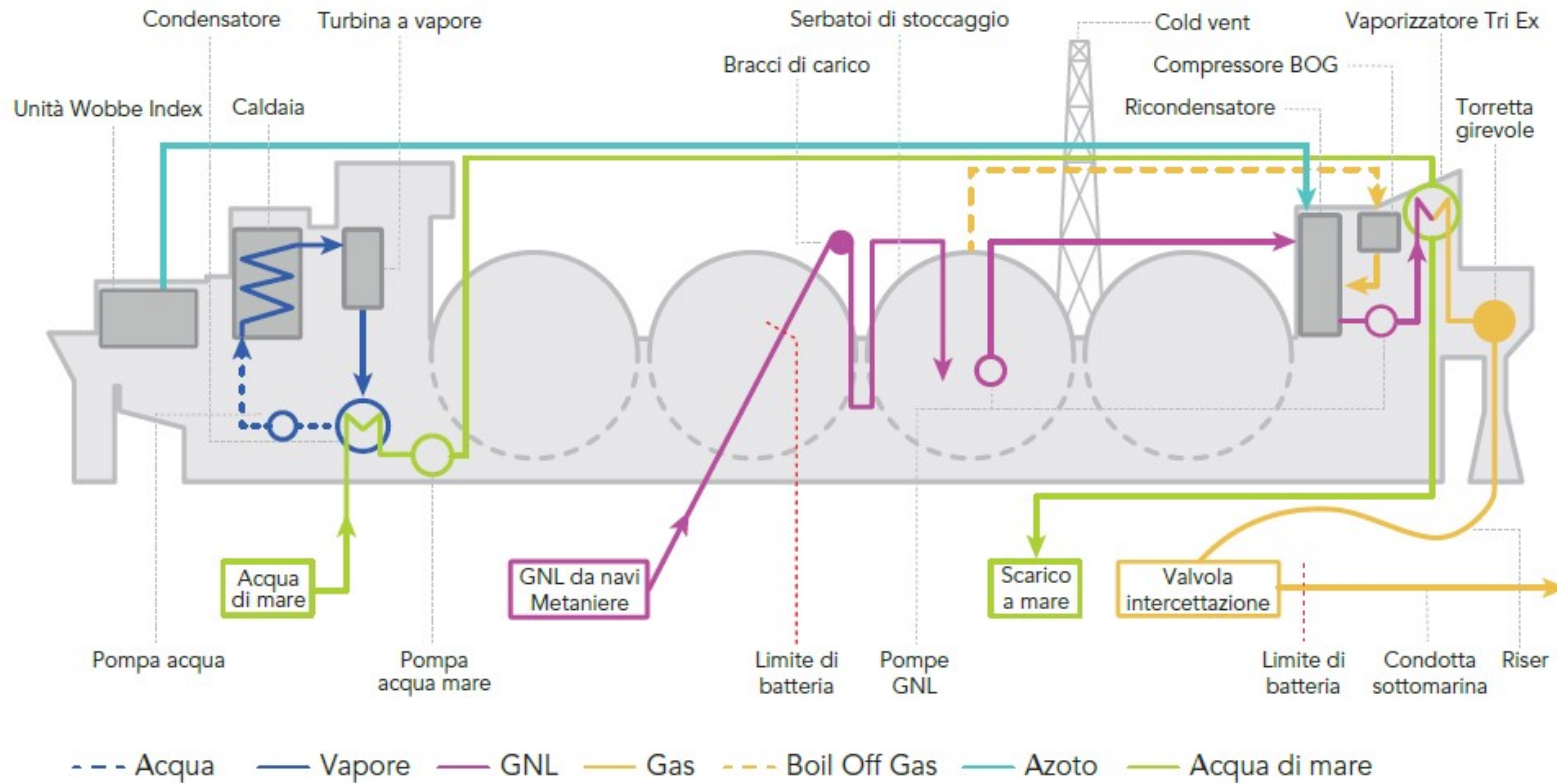 Condensatore
Turbina a vapore
Serbatoi di stoccaggio
Cold vent
Vaporizzatore Tri Ex
Bracci di carico
Compressore BOG
Unità Wobbe Index
Caldaia
Ricondensatore
Torretta
girevole
Acqua
di mare
GNL da navi
Metaniere
Scarico
a mare
Valvola
intercettazione
Pompa acqua
Pompa
acqua mare
Limite di
batteria
Pompe
GNL
Limite di
batteria
Condotta
sottomarina
Riser
Acqua
Vapore
GNL
Gas
Boil Off Gas
Azoto
Acqua di mare